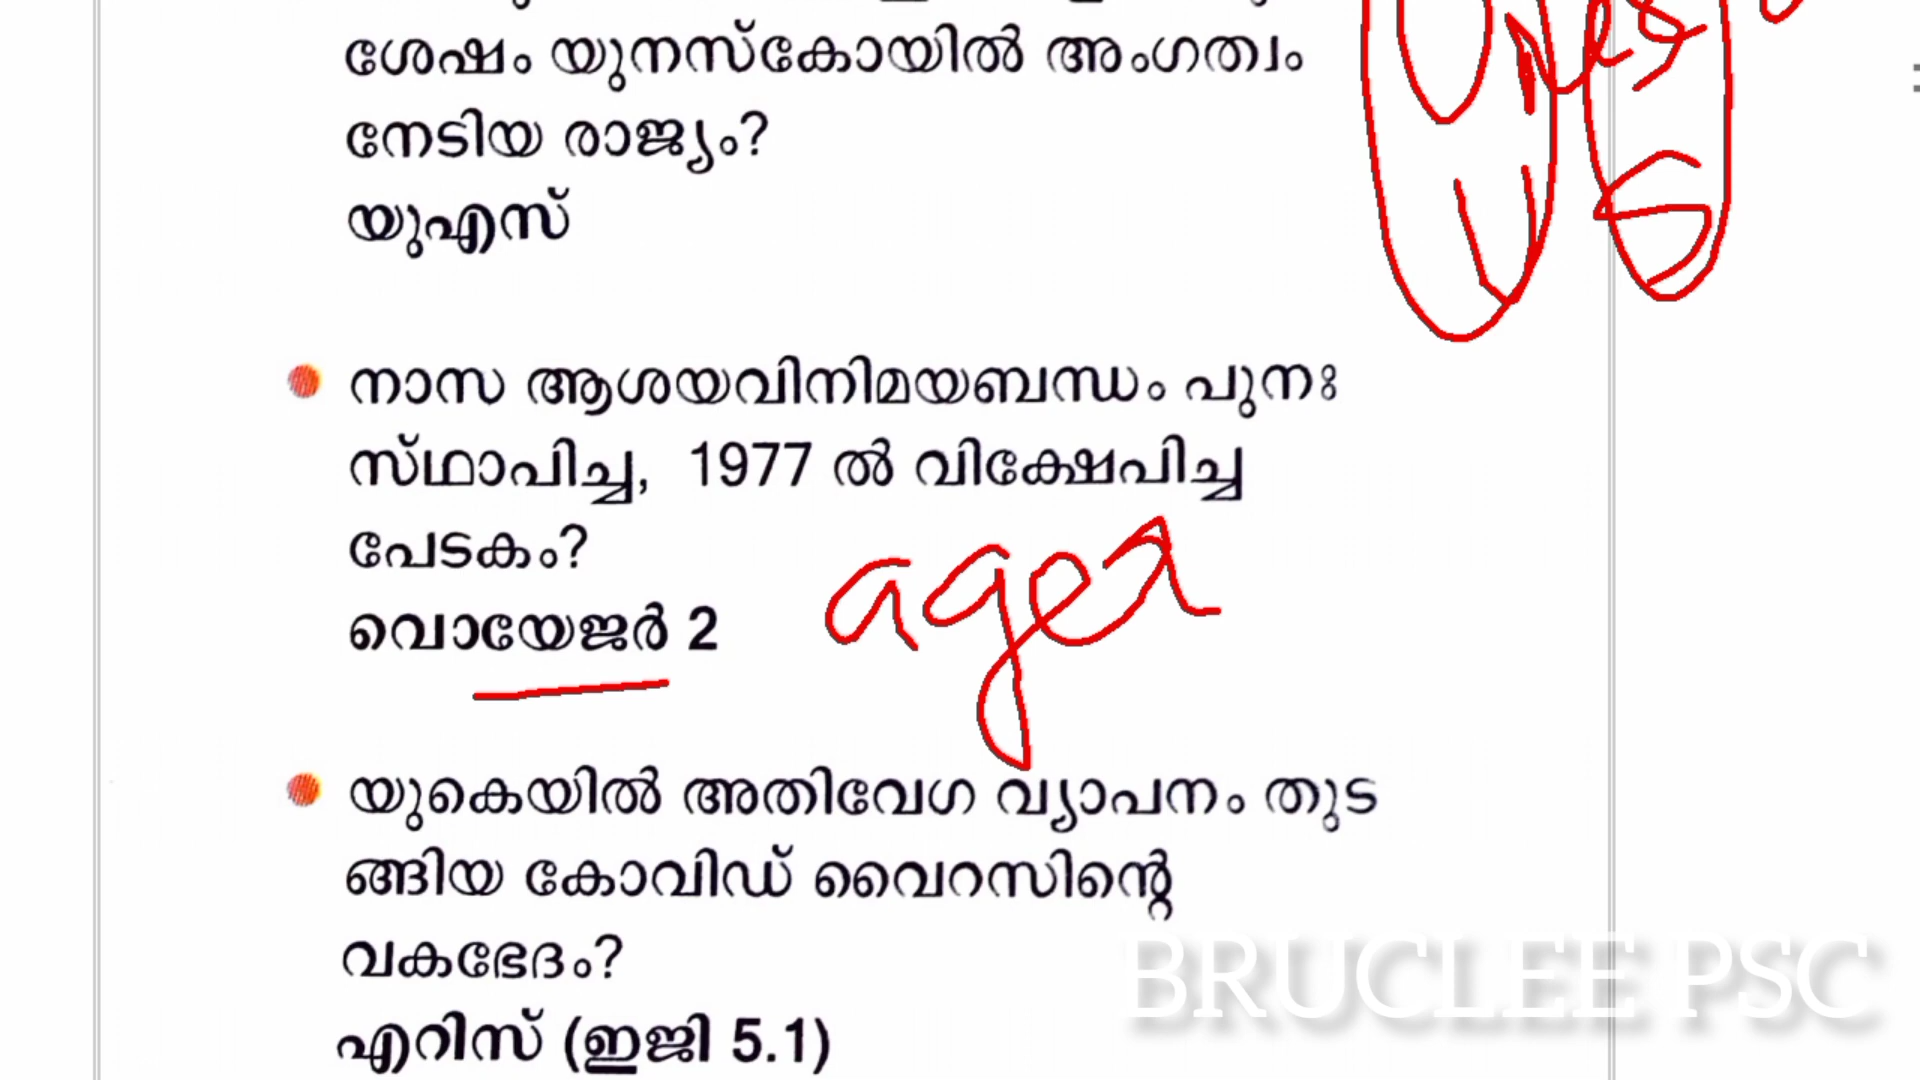 ശേഷം യുനസ്കോയിൽ അംഗത്വം
നേടിയ രാജ്യം?
യുഎസ്
നാസ ആശയവിനിമയബന്ധം പുനഃ
സ്ഥാപിച്ച, 1977 ൽ വിക്ഷേപിച്ച
പേടകം?
വൊയേജർ 2
ager
യുകെയിൽ അതിവേഗ വ്യാപനം തുട
ങ്ങിയ കോവിഡ് വൈറസിന്റെ
വകഭേദം?
എറിസ് (ഇജി 5.1)
BRUCLEE PSC